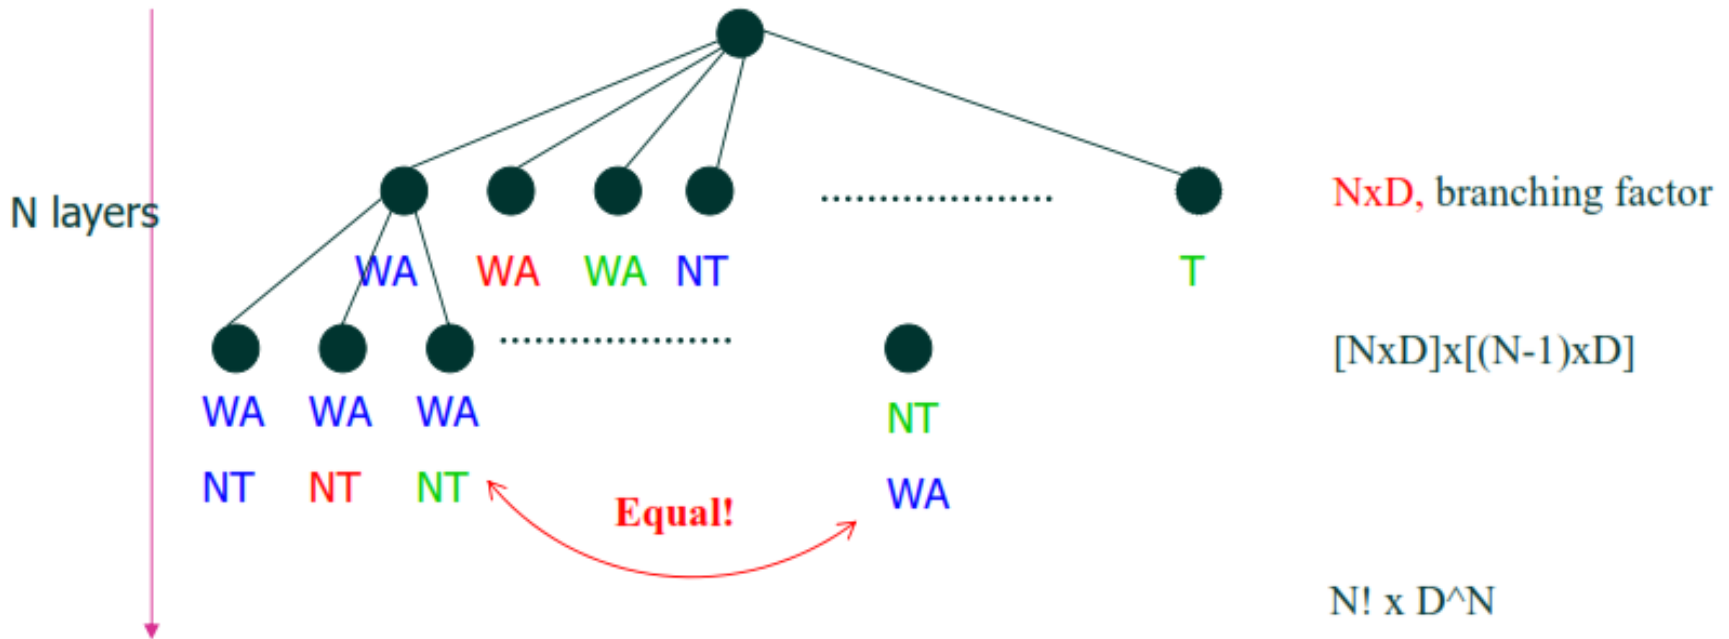 N layers
NxD, branching factor
WA WA WA NT T
[NxD]x[(N-1)xD]
WA WA WA NT
NT NT NT WA
Equal!
N! x D^N